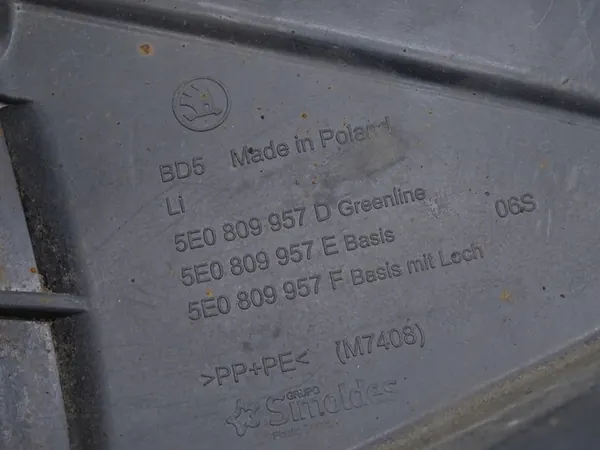 BD5 Made in Poland
Li
5E0 809 957 D Greenline
5E0 809 957 E Basis
06S
5E0 809 957 F Basis mit Loch
>PP+PE< (M7408)
GRUPO
Simoldes